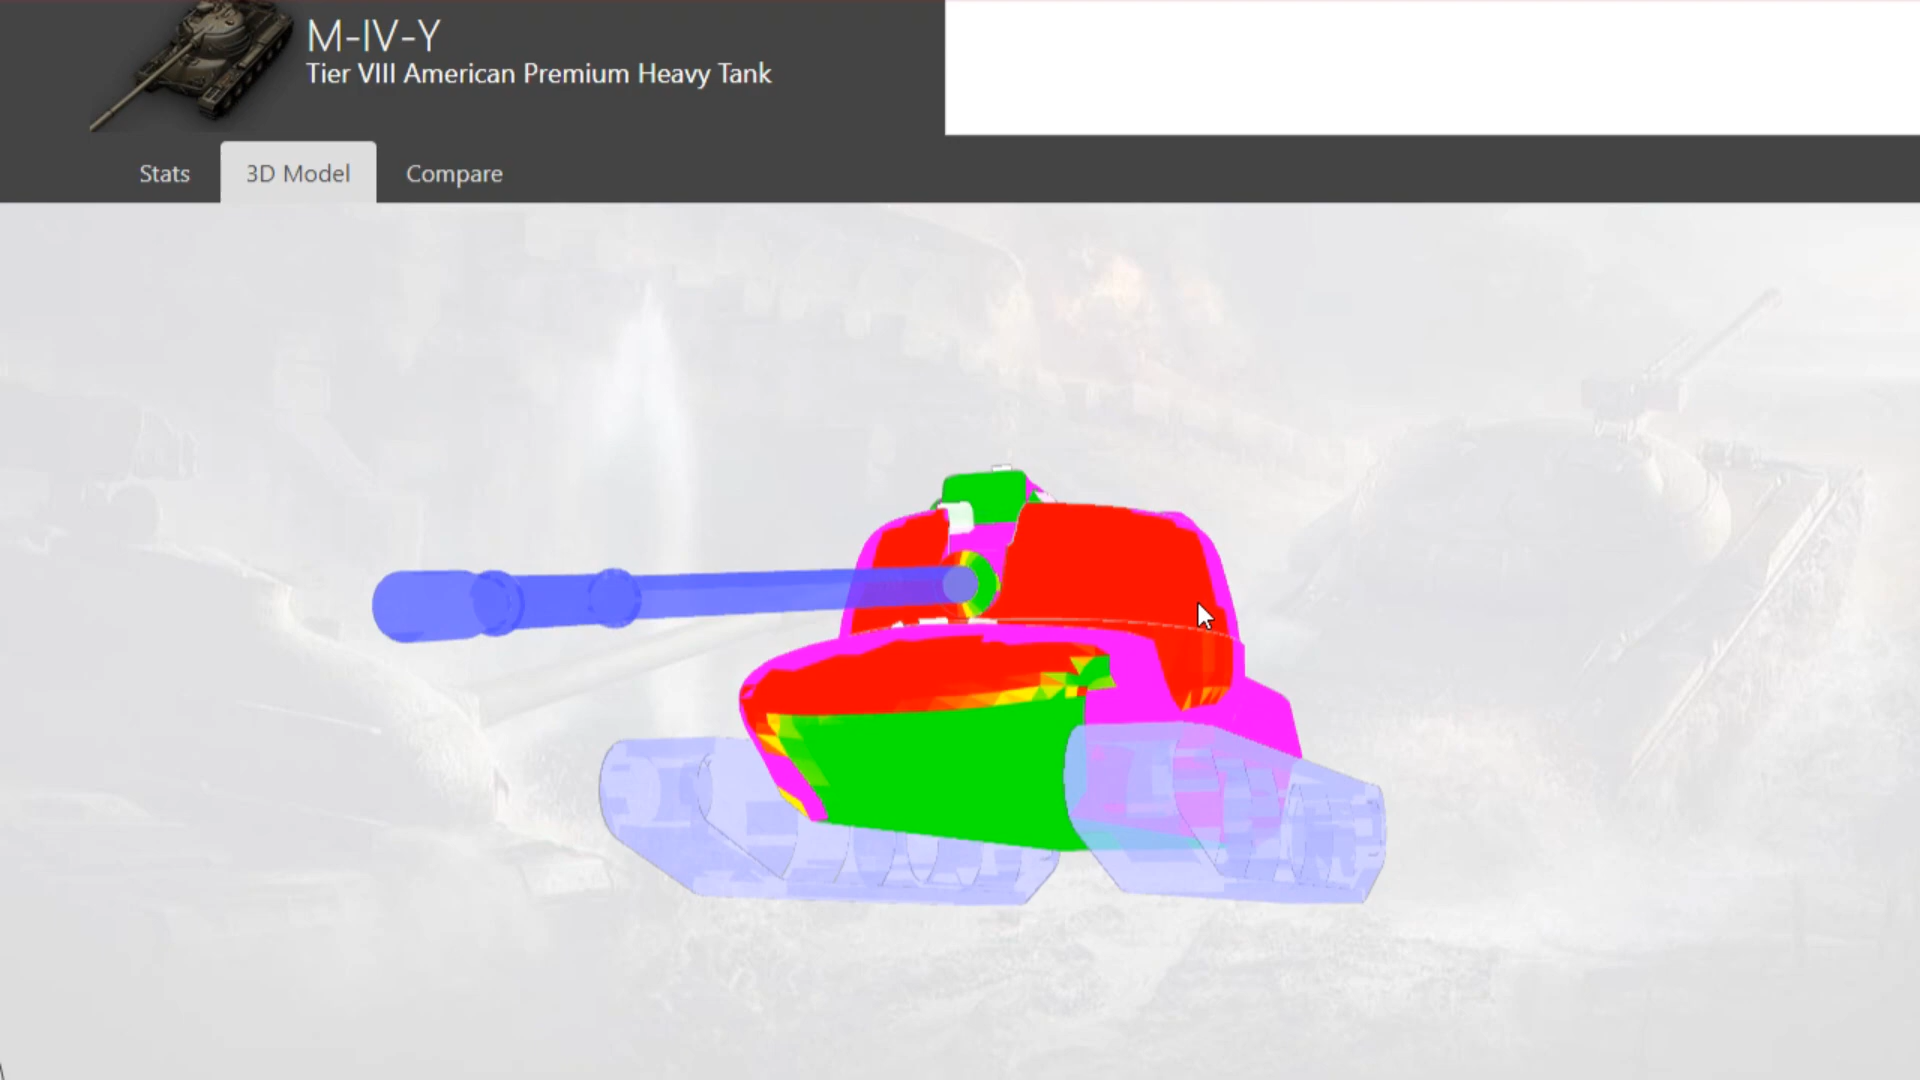 M-IV-Y
Tier VIII American Premium Heavy Tank
Stats
3D Model
Compare